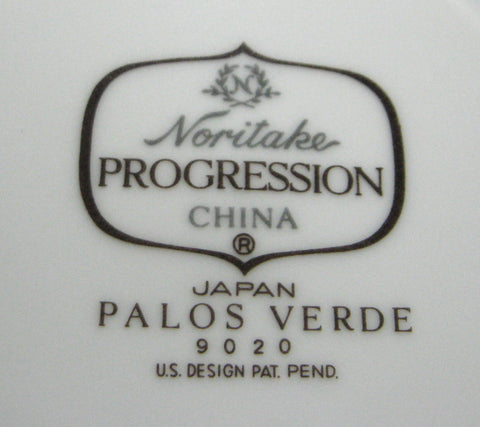 N
Noritake
PROGRESSION
CHINA
®
JAPAN
PALOS VERDE
9020
U.S. DESIGN PAT. PEND.